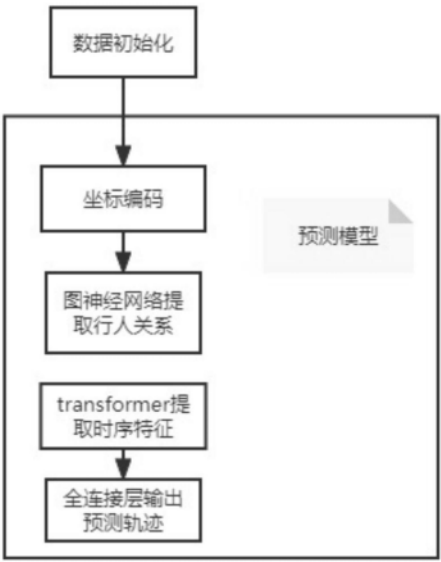 数据初始化
坐标编码
预测模型
图神经网络提
取行人关系
transformer提
取时序特征
全连接层输出
预测轨迹